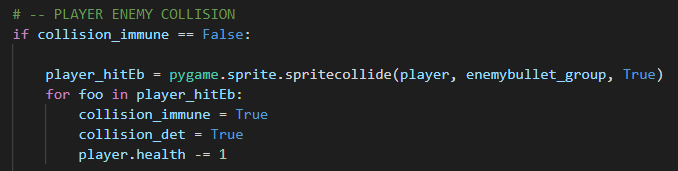 # -- PLAYER ENEMY COLLISION
if collision_immune == False:
player_hitEb = pygame.sprite.spritecollide(player, enemybullet_group, True)
for foo in player_hitEb:
collision_immune = True
collision_det = True
player.health -= 1